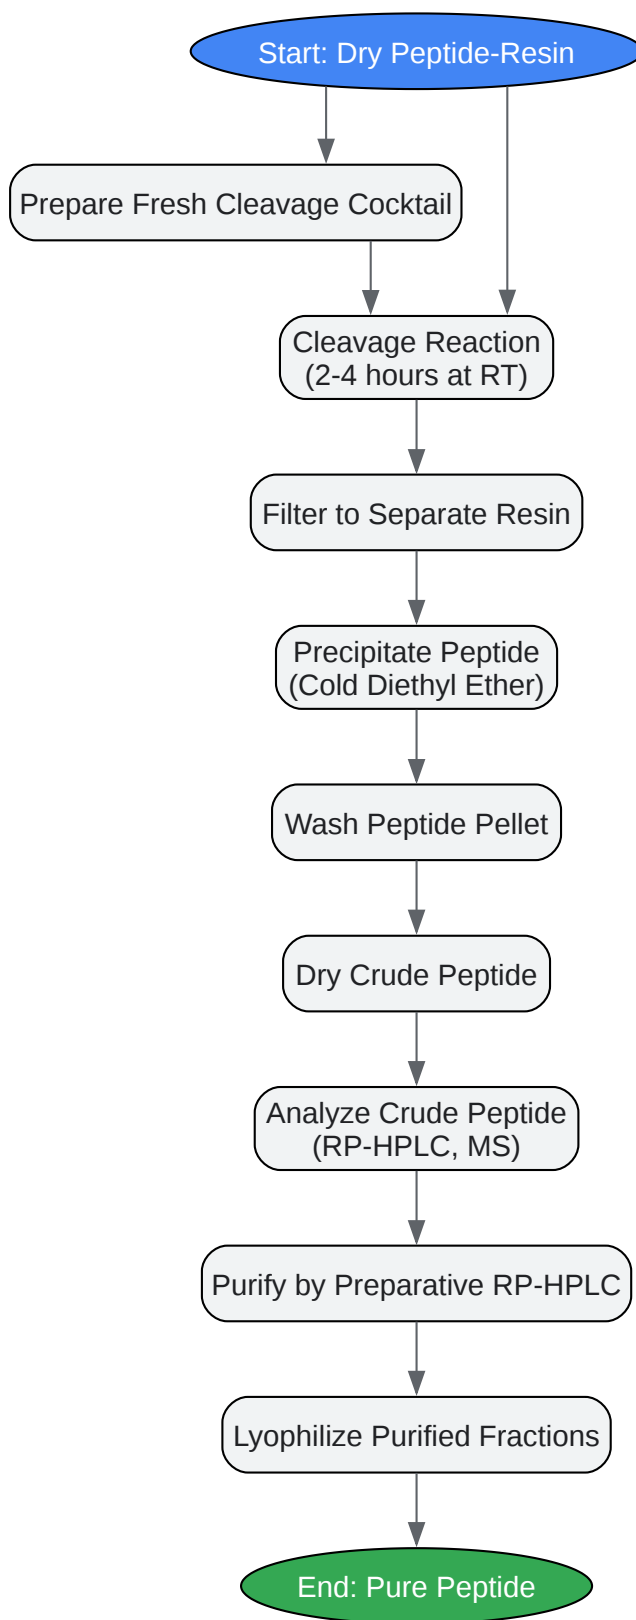 Start: Dry Peptide-Resin
Prepare Fresh Cleavage Cocktail
Cleavage Reaction
(2-4 hours at RT)
Filter to Separate Resin
Precipitate Peptide
(Cold Diethyl Ether)
Wash Peptide Pellet
Dry Crude Peptide
Analyze Crude Peptide
(RP-HPLC, MS)
Purify by Preparative RP-HPLC
Lyophilize Purified Fractions
End: Pure Peptide